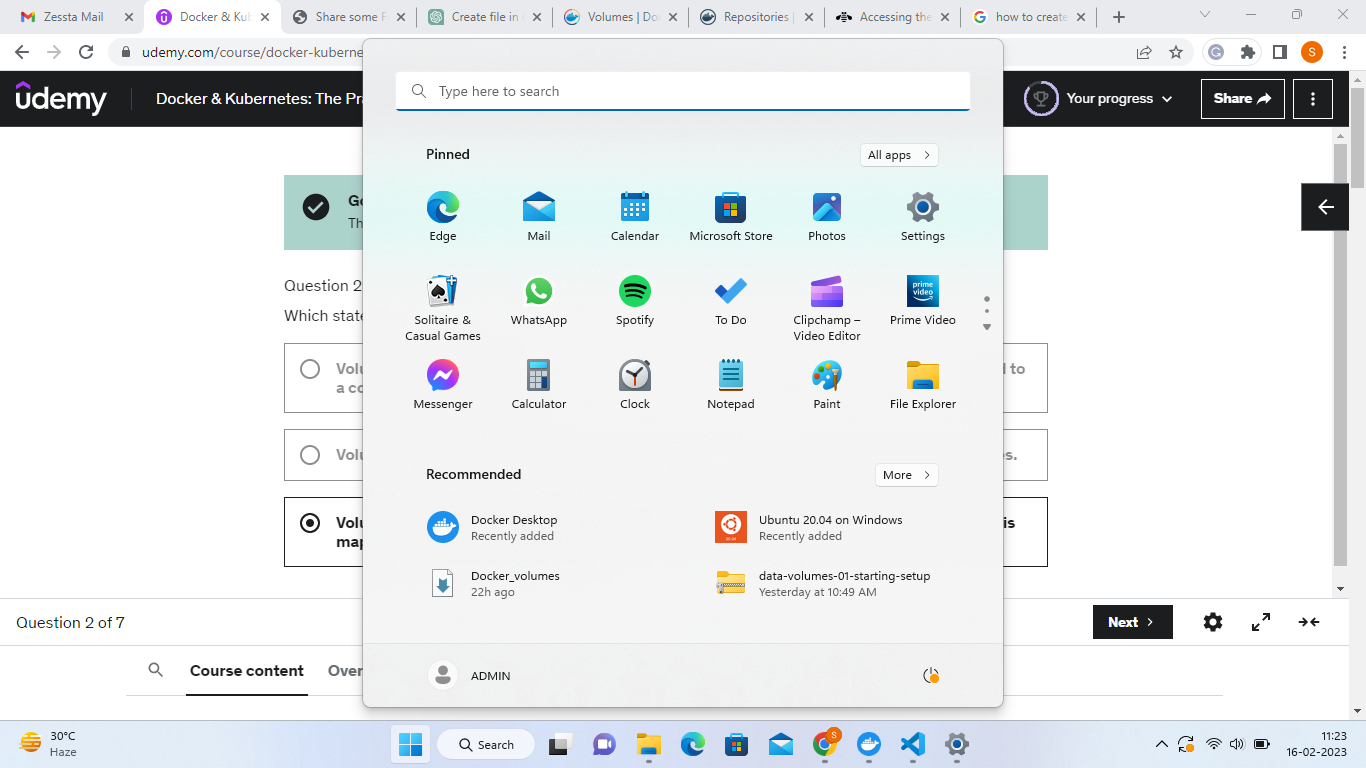 Zessta Mail
Docker & Kub
Share some F
Create file in
Volumes | Do
Repositories |
Accessing the
how to create
udemy.com/course/docker-kuberne
S
udemy
Docker & Kubernetes: The Pra
Your progress
Share
Type here to search
Pinned
All apps
Edge
Mail
Calendar
Microsoft Store
Photos
Settings
prime
video
Solitaire &
Casual Games
WhatsApp
Spotify
To Do
Clipchamp –
Video Editor
Prime Video
Messenger
Calculator
Clock
Notepad
Paint
File Explorer
Recommended
More
Docker Desktop
Recently added
Ubuntu 20.04 on Windows
Recently added
Docker_volumes
22h ago
data-volumes-01-starting-setup
Yesterday at 10:49 AM
ADMIN
Go
Th
Question 2
Which state
Volu
d to
a co
Volu
s.
Volu
is
map
Question 2 of 7
Next
Course content
Over
30°C
Haze
Search
S
11:23
16-02-2023